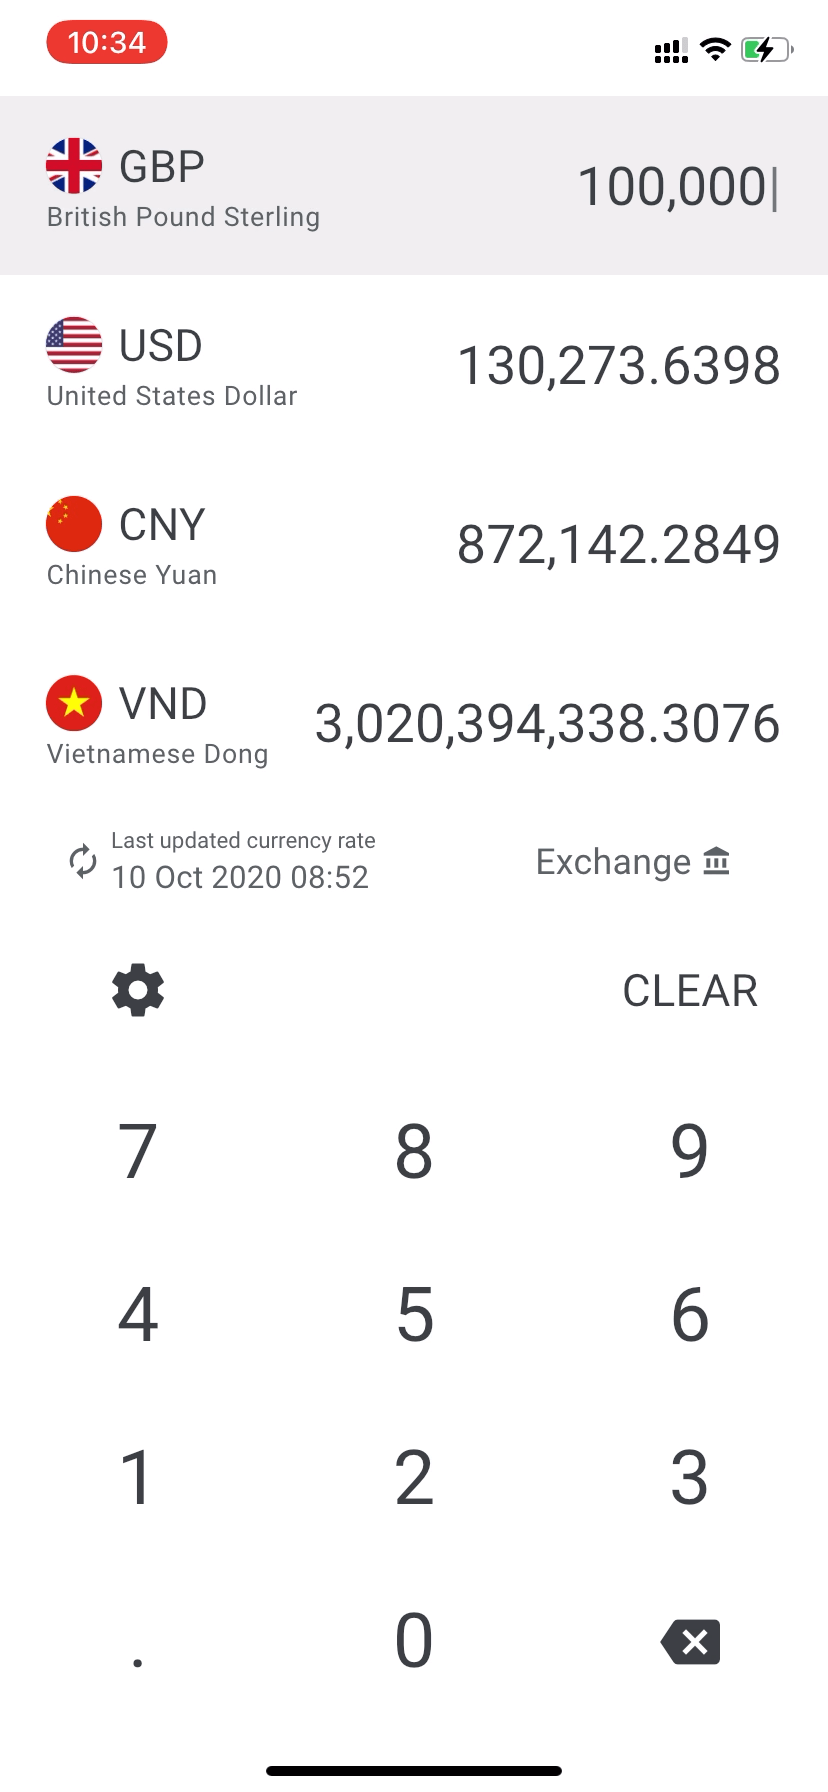 10:34
GBP
100,000
British Pound Sterling
USD
130,273.6398
United States Dollar
CNY
872,142.2849
Chinese Yuan
VND
3,020,394,338.3076
Vietnamese Dong
Last updated currency rate
10 Oct 2020 08:52
Exchange
CLEAR
7 8 9
4 5 6
1 2 3
. 0